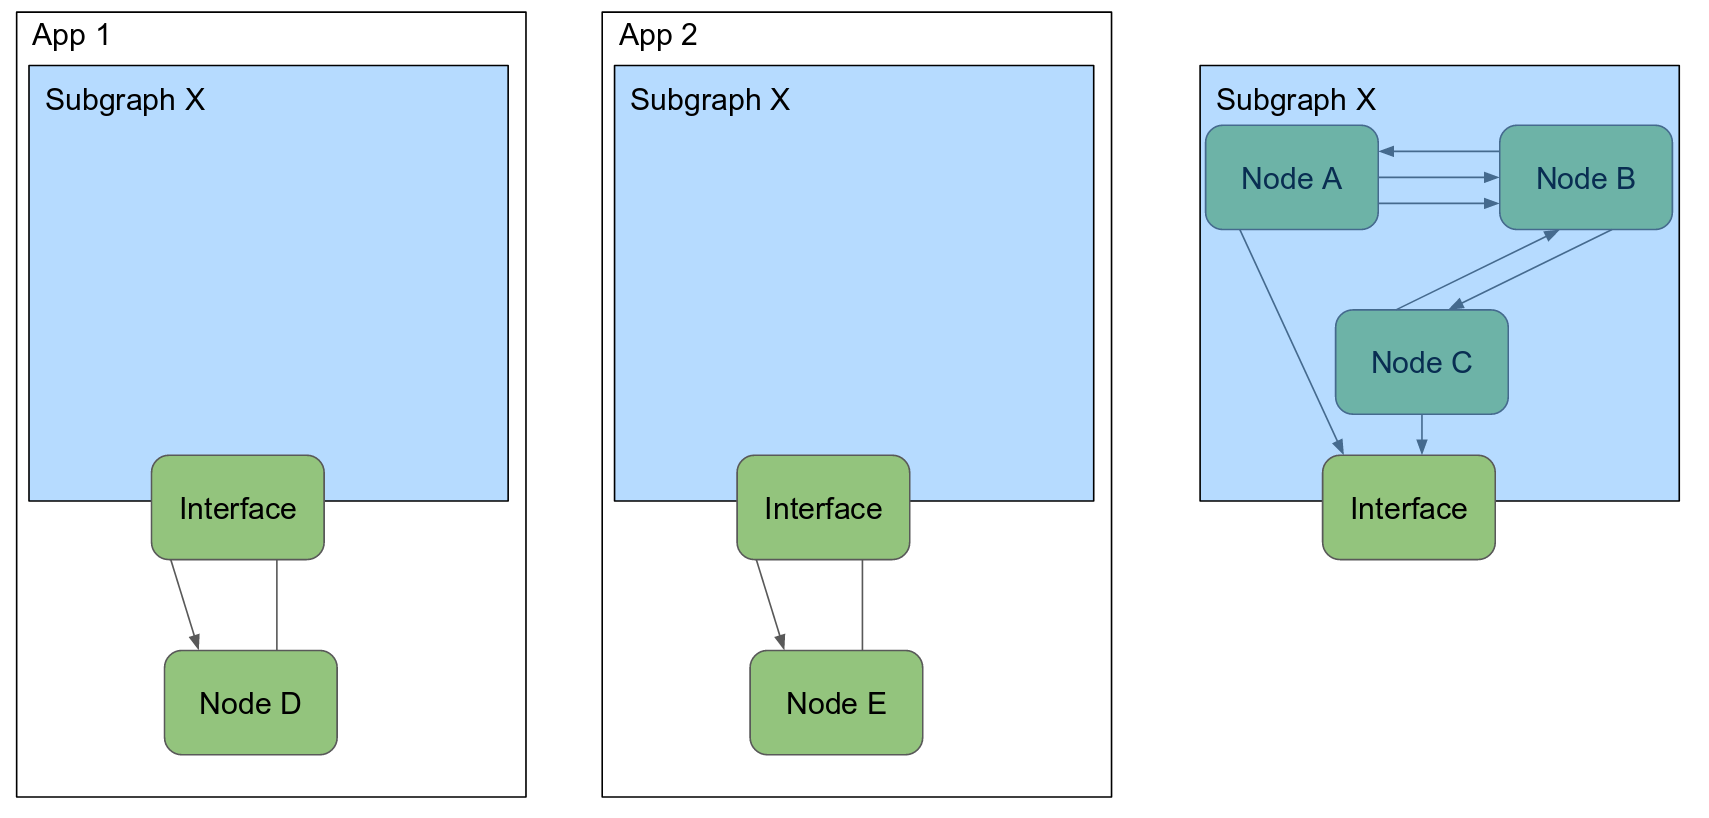 App 1
Subgraph X
Interface
Node D
App 2
Subgraph X
Interface
Node E
Subgraph X
Node A
Node B
Node C
Interface